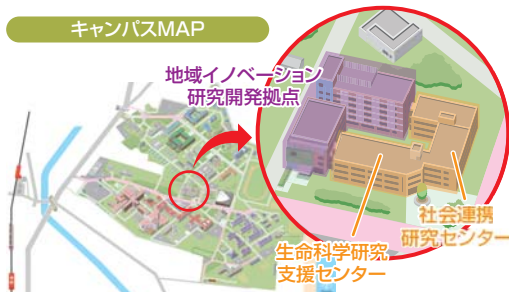 キャンパスMAP
地域イノベーション
研究開発拠点
社会連携
研究センター
生命科学研究
支援センター